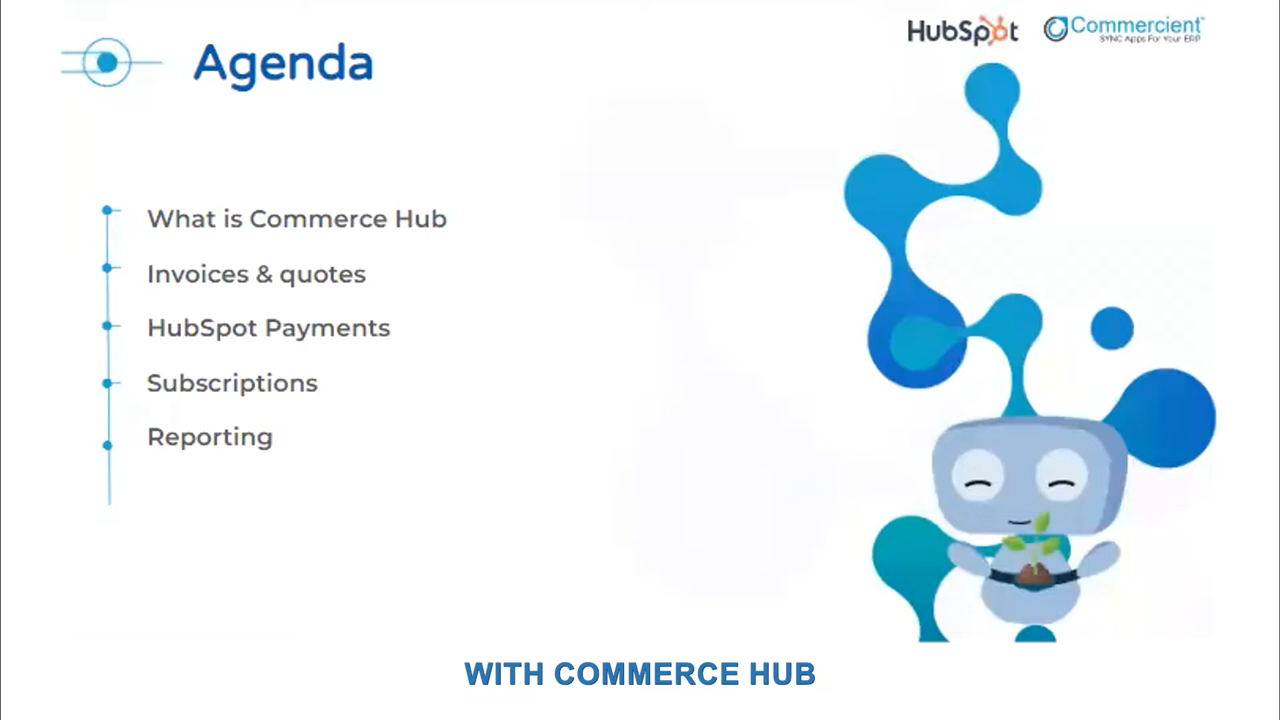 HubSpot
Commercient
SYNC Apps For Your ERP
Agenda
What is Commerce Hub
Invoices & quotes
HubSpot Payments
Subscriptions
Reporting
WITH COMMERCE HUB